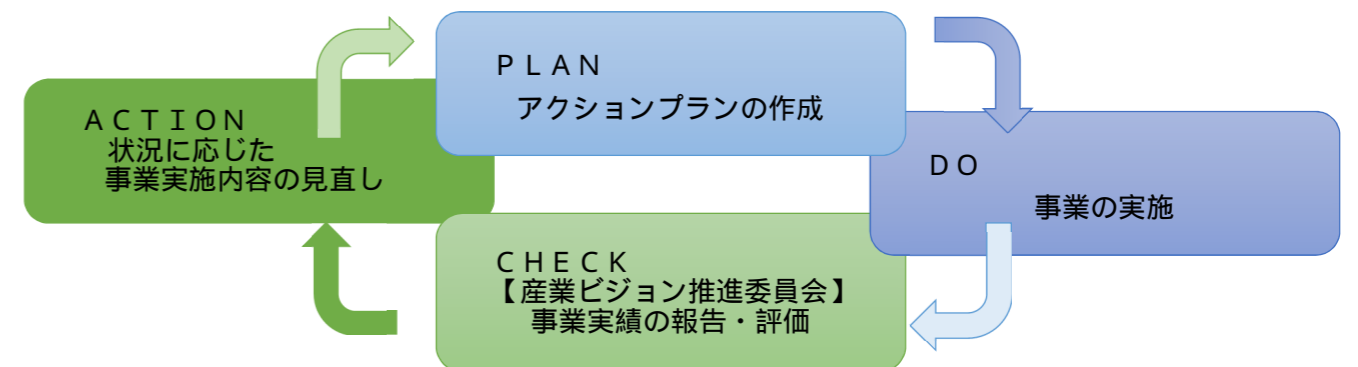 ＰＬＡＮ
アクションプランの作成
ＤＯ
事業の実施
ＣＨＥＣＫ
【産業ビジョン推進委員会】
事業実績の報告・評価
ＡＣＴＩＯＮ
状況に応じた
事業実施内容の見直し